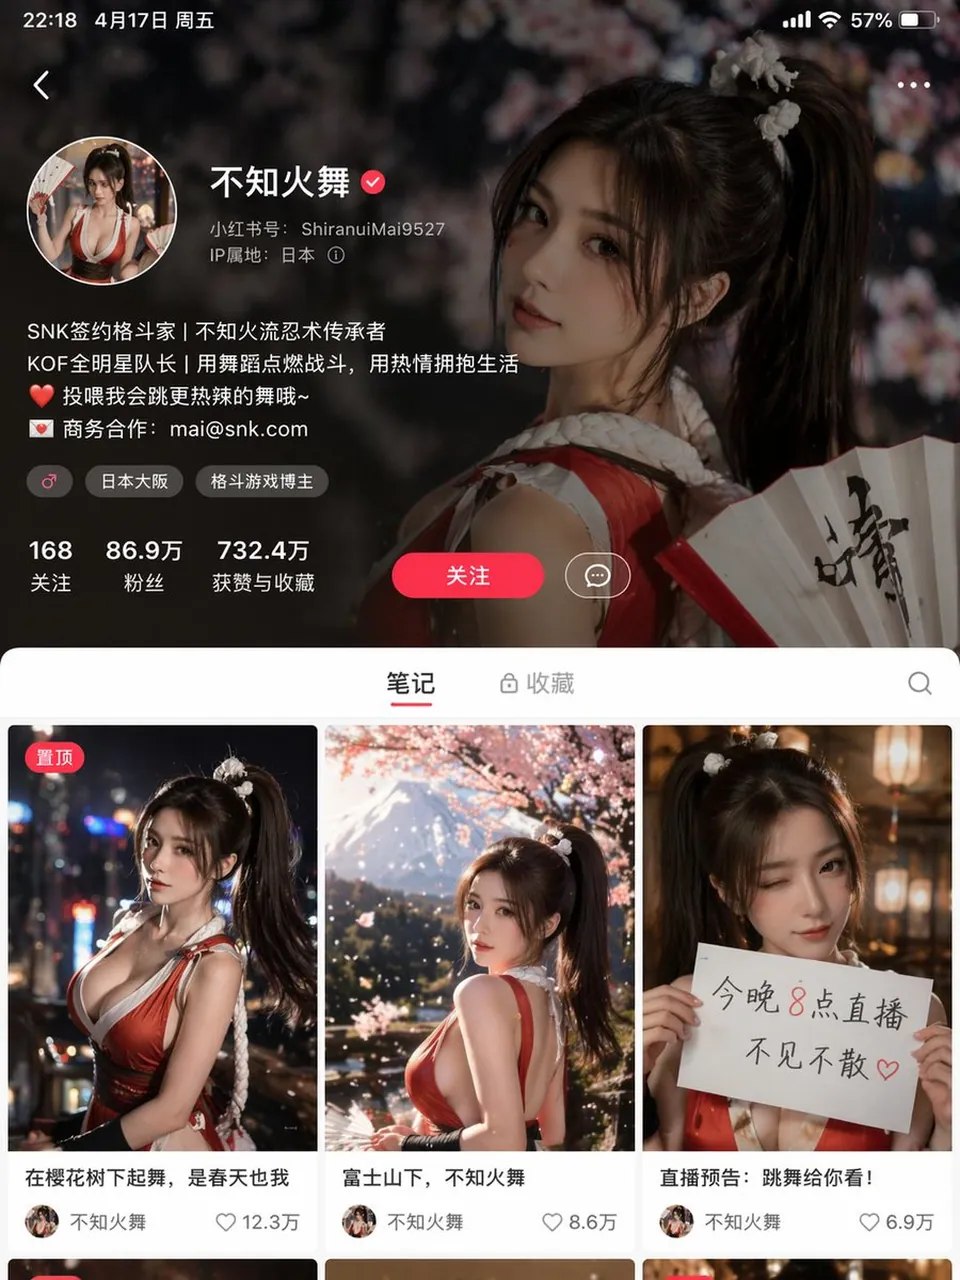 22:18 4月17日 周五
57%
不知火舞
小红书号： ShiranuiMai9527
IP属地：日本
SNK签约格斗家 | 不知火流忍术传承者
KOF全明星队长 | 用舞蹈点燃战斗，用热情拥抱生活
❤️ 投喂我会跳更热辣的舞哦~
💌 商务合作：mai@snk.com
♂ 日本大阪 格斗游戏博主
168 86.9万 732.4万
关注 粉丝 获赞与收藏
关注
笔记 收藏
置顶
今晚8点直播
不见不散♡
在樱花树下起舞，是春天也我
富士山下，不知火舞
直播预告：跳舞给你看！
不知火舞 12.3万
不知火舞 8.6万
不知火舞 6.9万